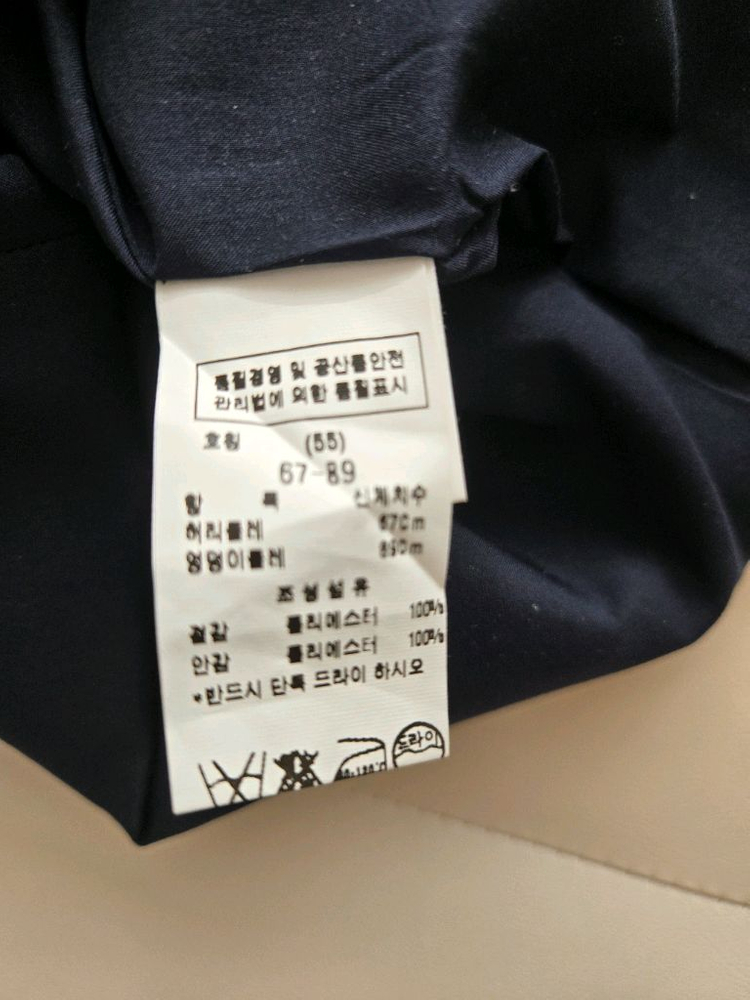 품질경영 및 공산품안전
관리법에 의한 품질표시
호칭 (55)
67-89
항 목 신체치수
허리둘레 67Cm
엉덩이둘레 89Cm
조성섬유
겉감 폴리에스터 100%
안감 폴리에스터 100%
*반드시 단독 드라이 하시오
드라이